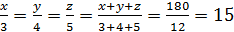 x/3 = y/4 = z/5 = (x+y+z)/(3+4+5) = 180/12 = 15